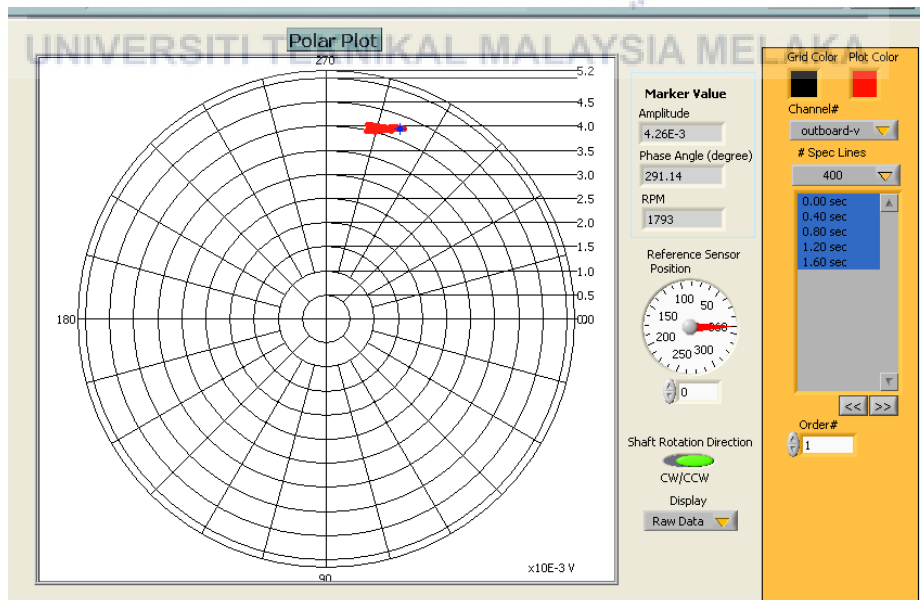 UNIVERSITI TEKNIKAL MALAYSIA MELAKA
Polar Plot
270
5.2
4.5
4.0
3.5
3.0
2.5
2.0
1.5
1.0
0.5
180
0.0
90
x10E-3 V
Marker Value
Amplitude
4.26E-3
Phase Angle (degree)
291.14
RPM
1793
Reference Sensor
Position
100 50
150
200 360
250 300
0
Shaft Rotation Direction
CW/CCW
Display
Raw Data
Grid Color Plot Color
Channel#
outboard-v
# Spec Lines
400
0.00 sec
0.40 sec
0.80 sec
1.20 sec
1.60 sec
<< >>
Order#
1